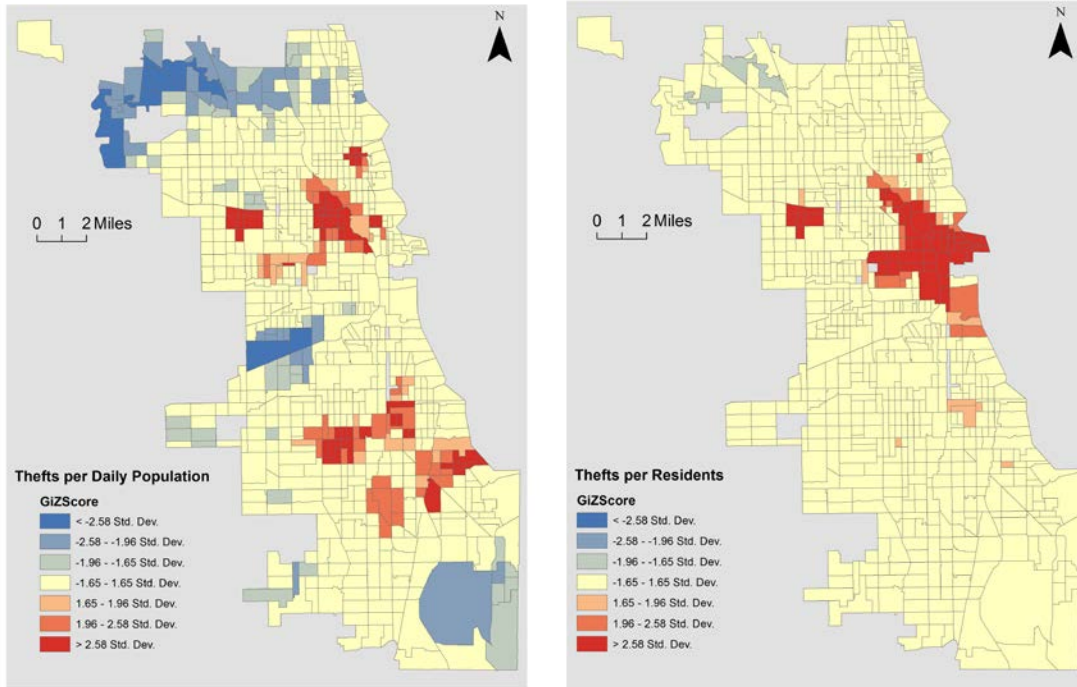 N
0 1 2 Miles
Thefts per Daily Population
GiZScore
< -2.58 Std. Dev.
-2.58 - -1.96 Std. Dev.
-1.96 - -1.65 Std. Dev.
-1.65 - 1.65 Std. Dev.
1.65 - 1.96 Std. Dev.
1.96 - 2.58 Std. Dev.
> 2.58 Std. Dev.
N
0 1 2 Miles
Thefts per Residents
GiZScore
< -2.58 Std. Dev.
-2.58 - -1.96 Std. Dev.
-1.96 - -1.65 Std. Dev.
-1.65 - 1.65 Std. Dev.
1.65 - 1.96 Std. Dev.
1.96 - 2.58 Std. Dev.
> 2.58 Std. Dev.